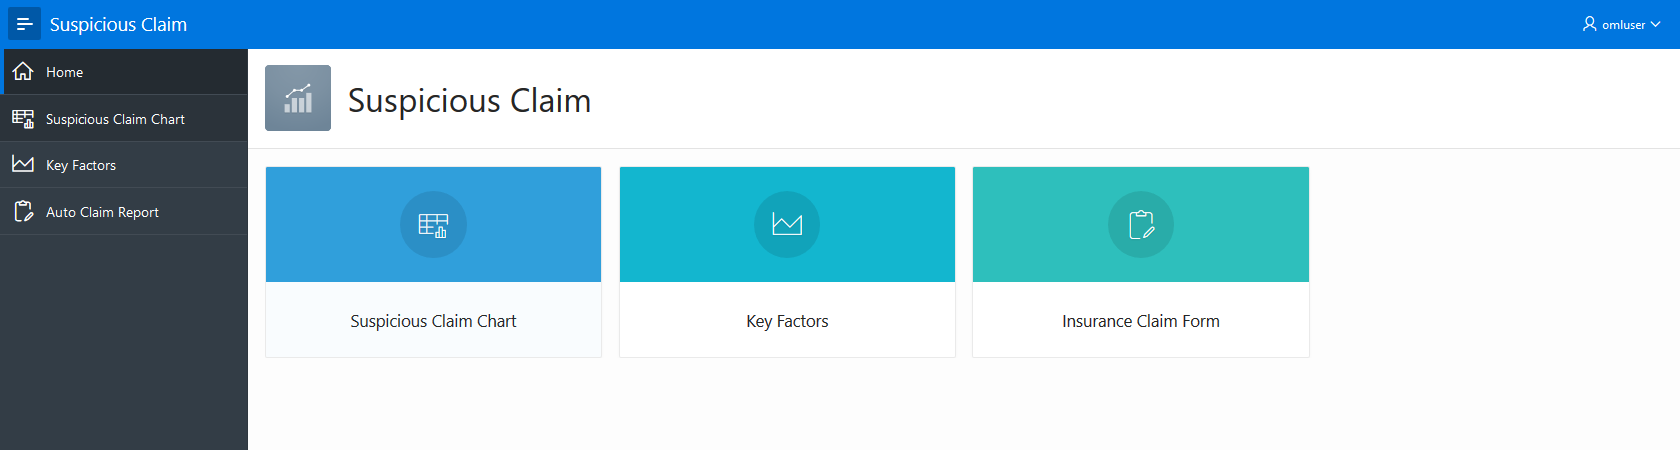 Suspicious Claim
omluser
Home
Suspicious Claim Chart
Key Factors
Auto Claim Report
Suspicious Claim
Suspicious Claim Chart
Key Factors
Insurance Claim Form